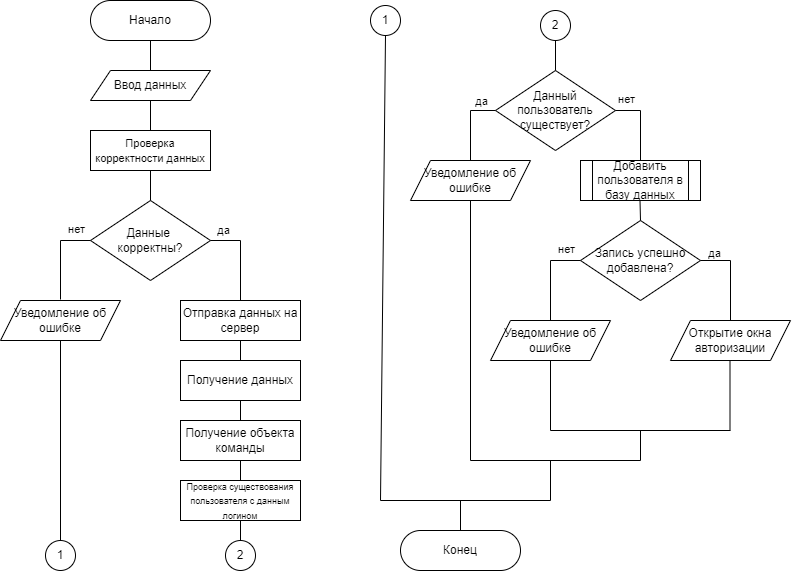 Начало
Ввод данных
Проверка
корректности данных
Данные
корректны?
нет
да
Уведомление об
ошибке
Отправка данных на
сервер
Получение данных
Получение объекта
команды
Проверка существования
пользователя с данным
логином
1
2
1
2
Данный
пользователь
существует?
да
нет
Уведомление об
ошибке
Добавить
пользователя в
базу данных
Запись успешно
добавлена?
нет
да
Уведомление об
ошибке
Открытие окна
авторизации
Конец